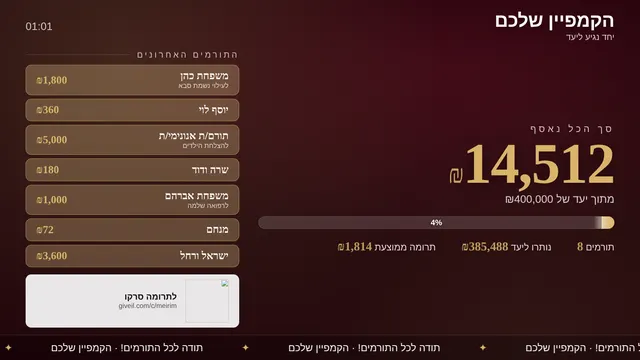 הקמפיין שלכם
יחד נגיע ליעד
01:01
סך הכל נאסף
₪14,512
מתוך יעד של ₪400,000
4%
8 תורמים
₪385,488 נותרו ליעד
₪1,814 תרומה ממוצעת
התורמים האחרונים
משפחת כהן
לעילוי נשמת סבא
₪1,800
יוסף לוי
₪360
תורם/ת אנונימי/ת
להצלחת הילדים
₪5,000
שרה ודוד
₪180
משפחת אברהם
לרפואה שלמה
₪1,000
מנחם
₪72
ישראל ורחל
₪3,600
לתרומה סרקו
giveil.com/c/meirim
תודה לכל התורמים! · הקמפיין שלכם ✦ תודה לכל התורמים! · הקמפיין שלכם ✦ תודה לכל התורמים! · הקמפיין שלכם ✦